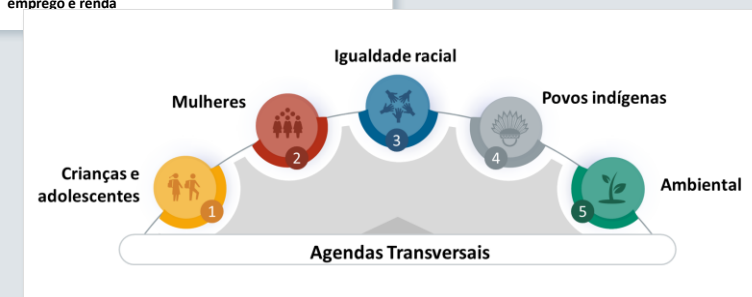 emprego e renda
Igualdade racial
Mulheres
Povos indígenas
Crianças e
adolescentes
Ambiental
1
2
3
4
5
Agendas Transversais